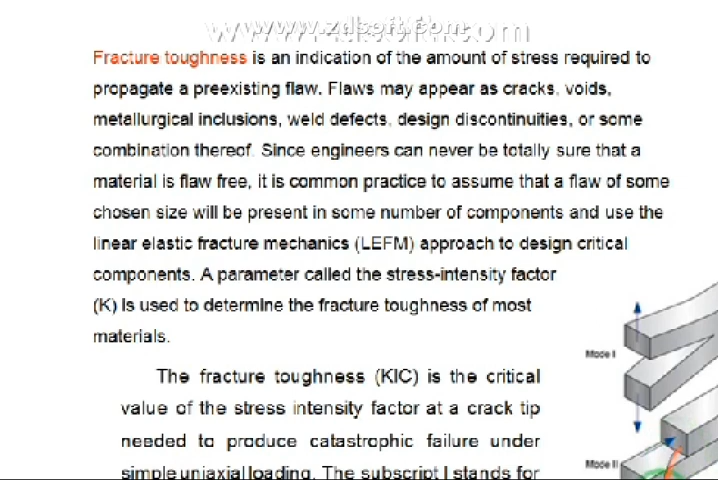 Fracture toughness is an indication of the amount of stress required to
propagate a preexisting flaw. Flaws may appear as cracks, voids,
metallurgical inclusions, weld defects, design discontinuities, or some
combination thereof. Since engineers can never be totally sure that a
material is flaw free, it is common practice to assume that a flaw of some
chosen size will be present in some number of components and use the
linear elastic fracture mechanics (LEFM) approach to design critical
components. A parameter called the stress-intensity factor
(K) is used to determine the fracture toughness of most
materials.
Mode I
The fracture toughness (KIC) is the critical
value of the stress intensity factor at a crack tip
needed to produce catastrophic failure under
simple uniaxial loading. The subscript I stands for
Mode II